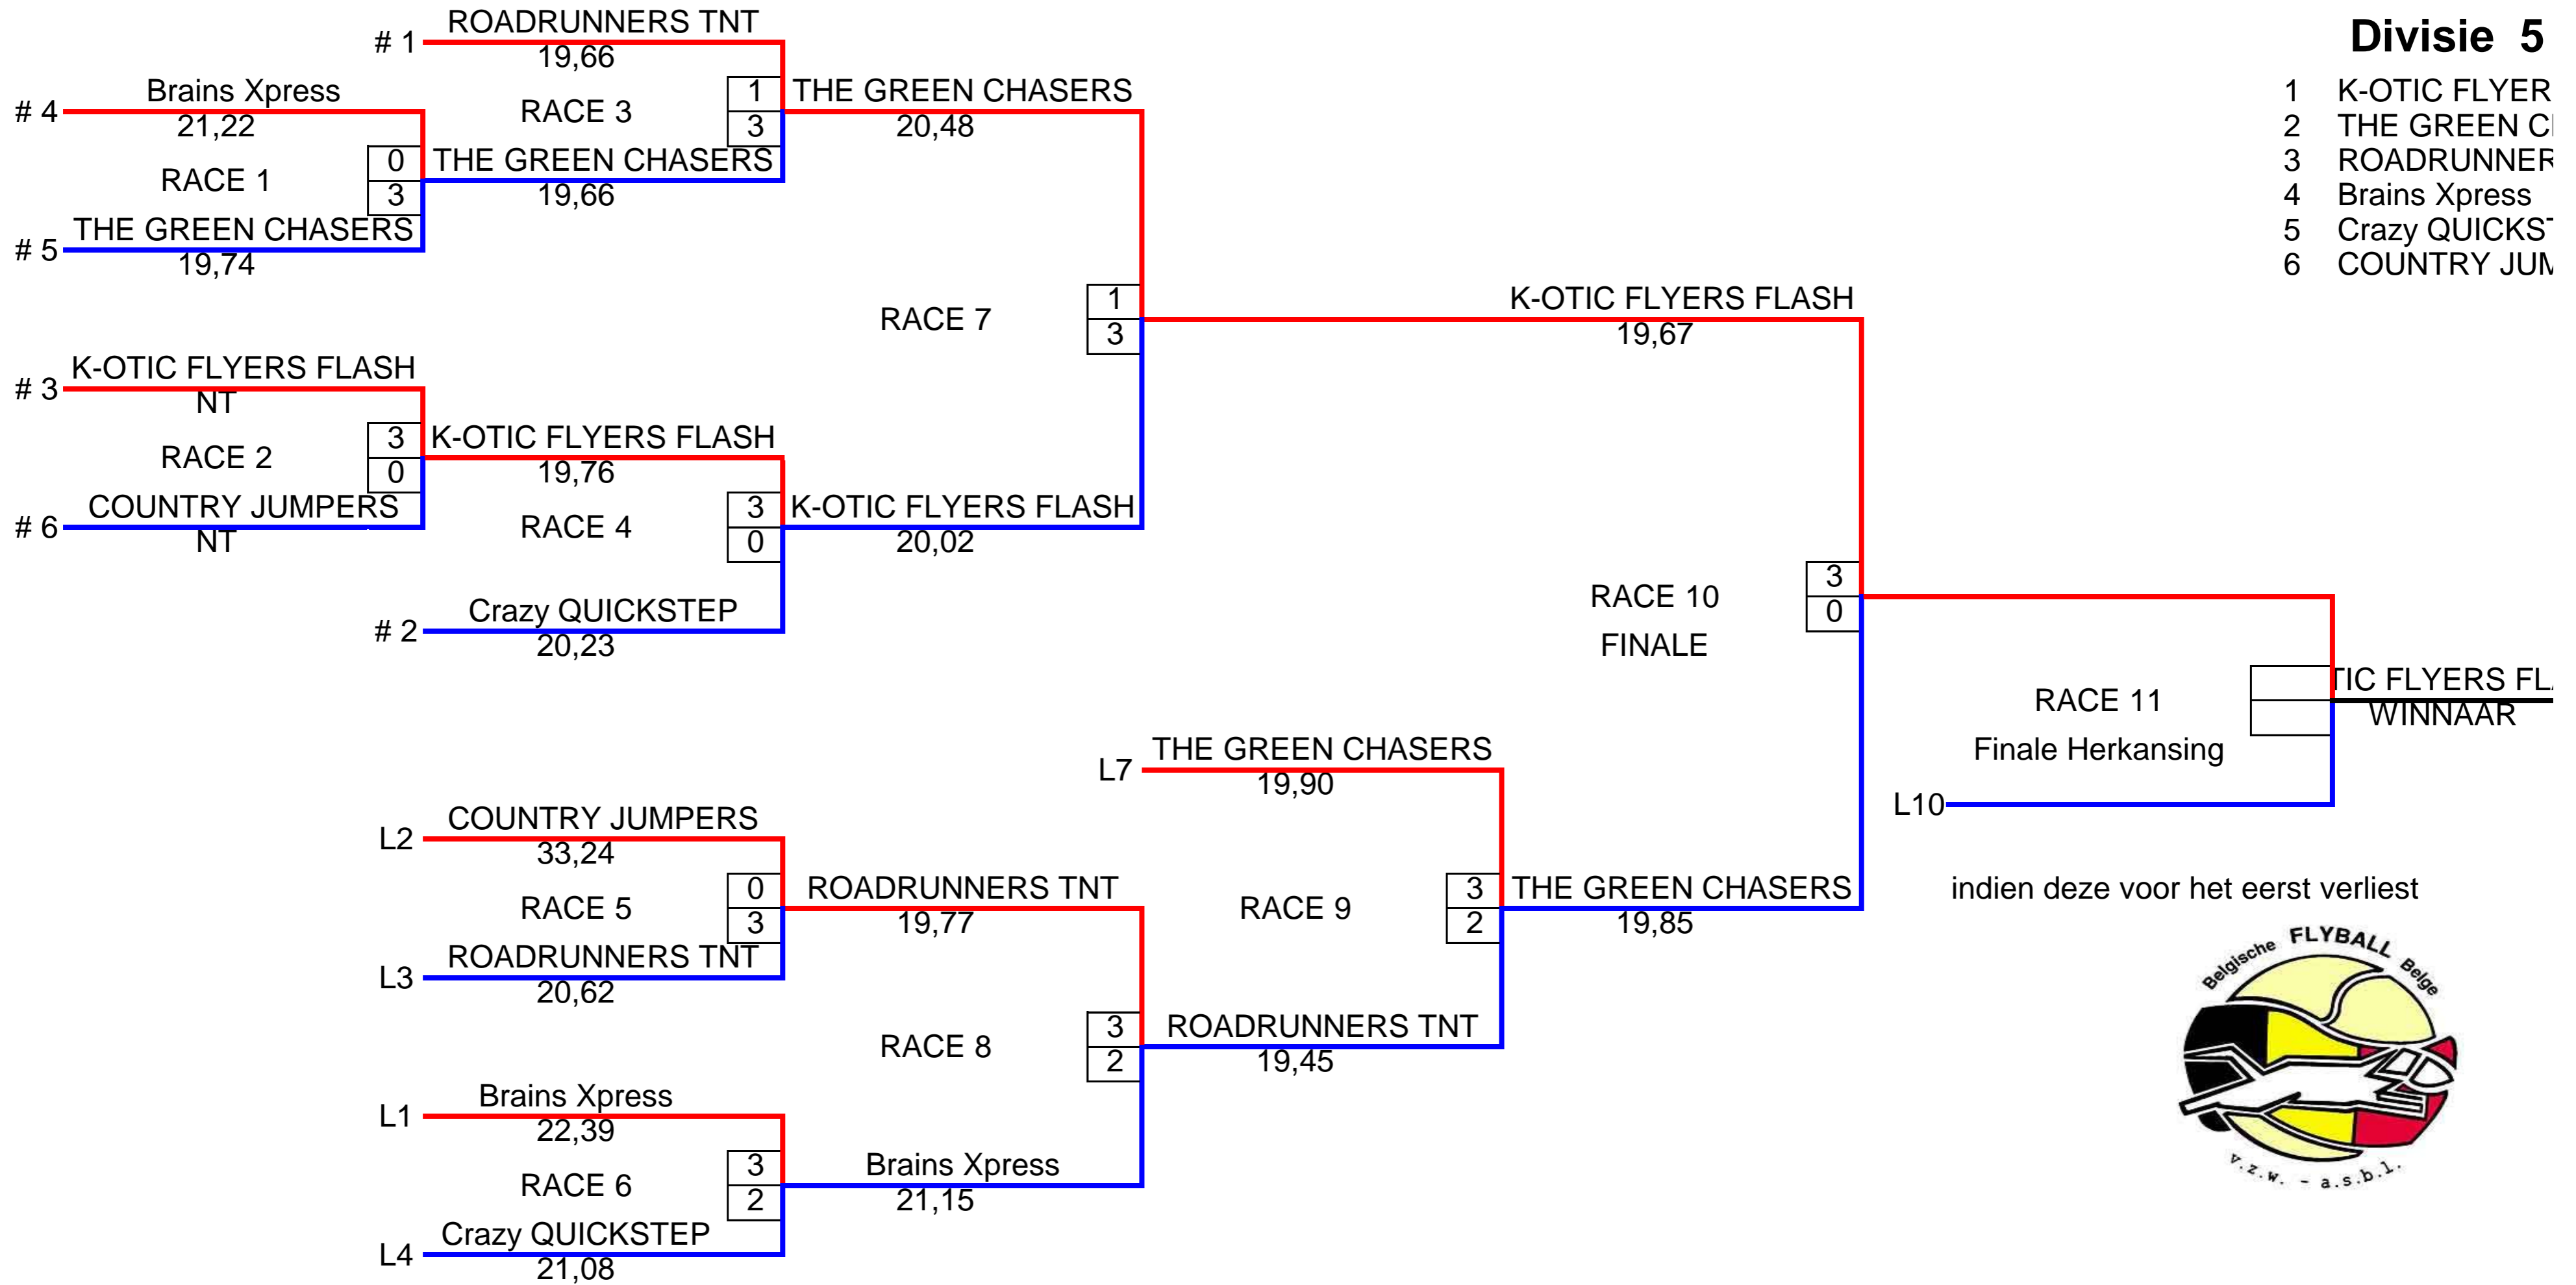 Divisie 5
1 K-OTIC FLYER
2 THE GREEN
3 ROADRUNNER
4 Brains Xpress
5 Crazy QUICKS
6 COUNTRY
# 1 ROADRUNNERS TNT
19,66
RACE 3
1
3
THE GREEN CHASERS
19,66
# 4 Brains Xpress
21,22
RACE 1
0
3
# 5 THE GREEN CHASERS
19,74
THE GREEN CHASERS
20,48
# 3 K-OTIC FLYERS FLASH
NT
RACE 2
3
0
# 6 COUNTRY JUMPERS
NT
K-OTIC FLYERS FLASH
19,76
RACE 4
3
0
# 2 Crazy QUICKSTEP
20,23
K-OTIC FLYERS FLASH
20,02
RACE 7
1
3
K-OTIC FLYERS FLASH
19,67
RACE 10
FINALE
3
0
L7 THE GREEN CHASERS
19,90
RACE 9
3
2
THE GREEN CHASERS
19,85
L2 COUNTRY JUMPERS
33,24
RACE 5
0
3
L3 ROADRUNNERS TNT
20,62
ROADRUNNERS TNT
19,77
RACE 8
3
2
ROADRUNNERS TNT
19,45
L1 Brains Xpress
22,39
RACE 6
3
2
L4 Crazy QUICKSTEP
21,08
Brains Xpress
21,15
RACE 11
Finale Herkansing
TIC FLYERS FL
WINNAAR
L10
indien deze voor het eerst verliest
Belgische FLYBALL Belge
v.z.w. - a.s.b.l.